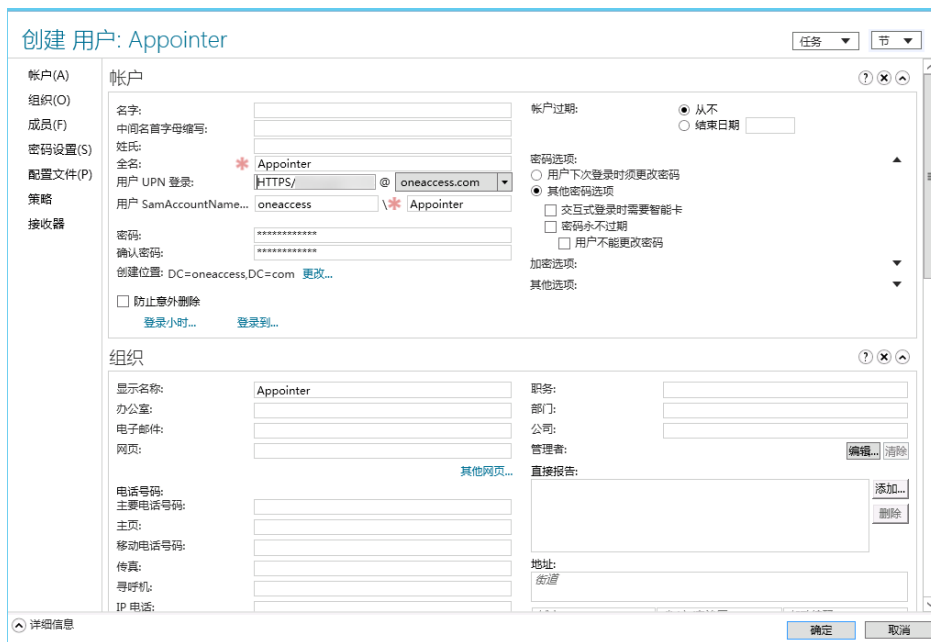 创建 用户: Appointer
任务
节
帐户(A)
组织(O)
成员(F)
密码设置(S)
配置文件(P)
策略
接收器
帐户
名字:
中间名首字母缩写:
姓氏:
全名: * Appointer
用户 UPN 登录: HTTPS/ @ oneaccess.com
用户 SamAccountName... oneaccess \* Appointer
密码: ************
确认密码: ************
创建位置: DC=oneaccess,DC=com 更改...
防止意外删除
登录小时... 登录到...
帐户过期: 从不
结束日期
密码选项:
用户下次登录时须更改密码
其他密码选项
交互式登录时需要智能卡
密码永不过期
用户不能更改密码
加密选项:
其他选项:
组织
显示名称: Appointer
办公室:
电子邮件:
网页:
其他网页...
电话号码:
主要电话号码:
主页:
移动电话号码:
传真:
寻呼机:
IP 电话:
职务:
部门:
公司:
管理者: 编辑... 清除
直接报告:
添加...
删除
地址:
街道
详细信息
确定 取消